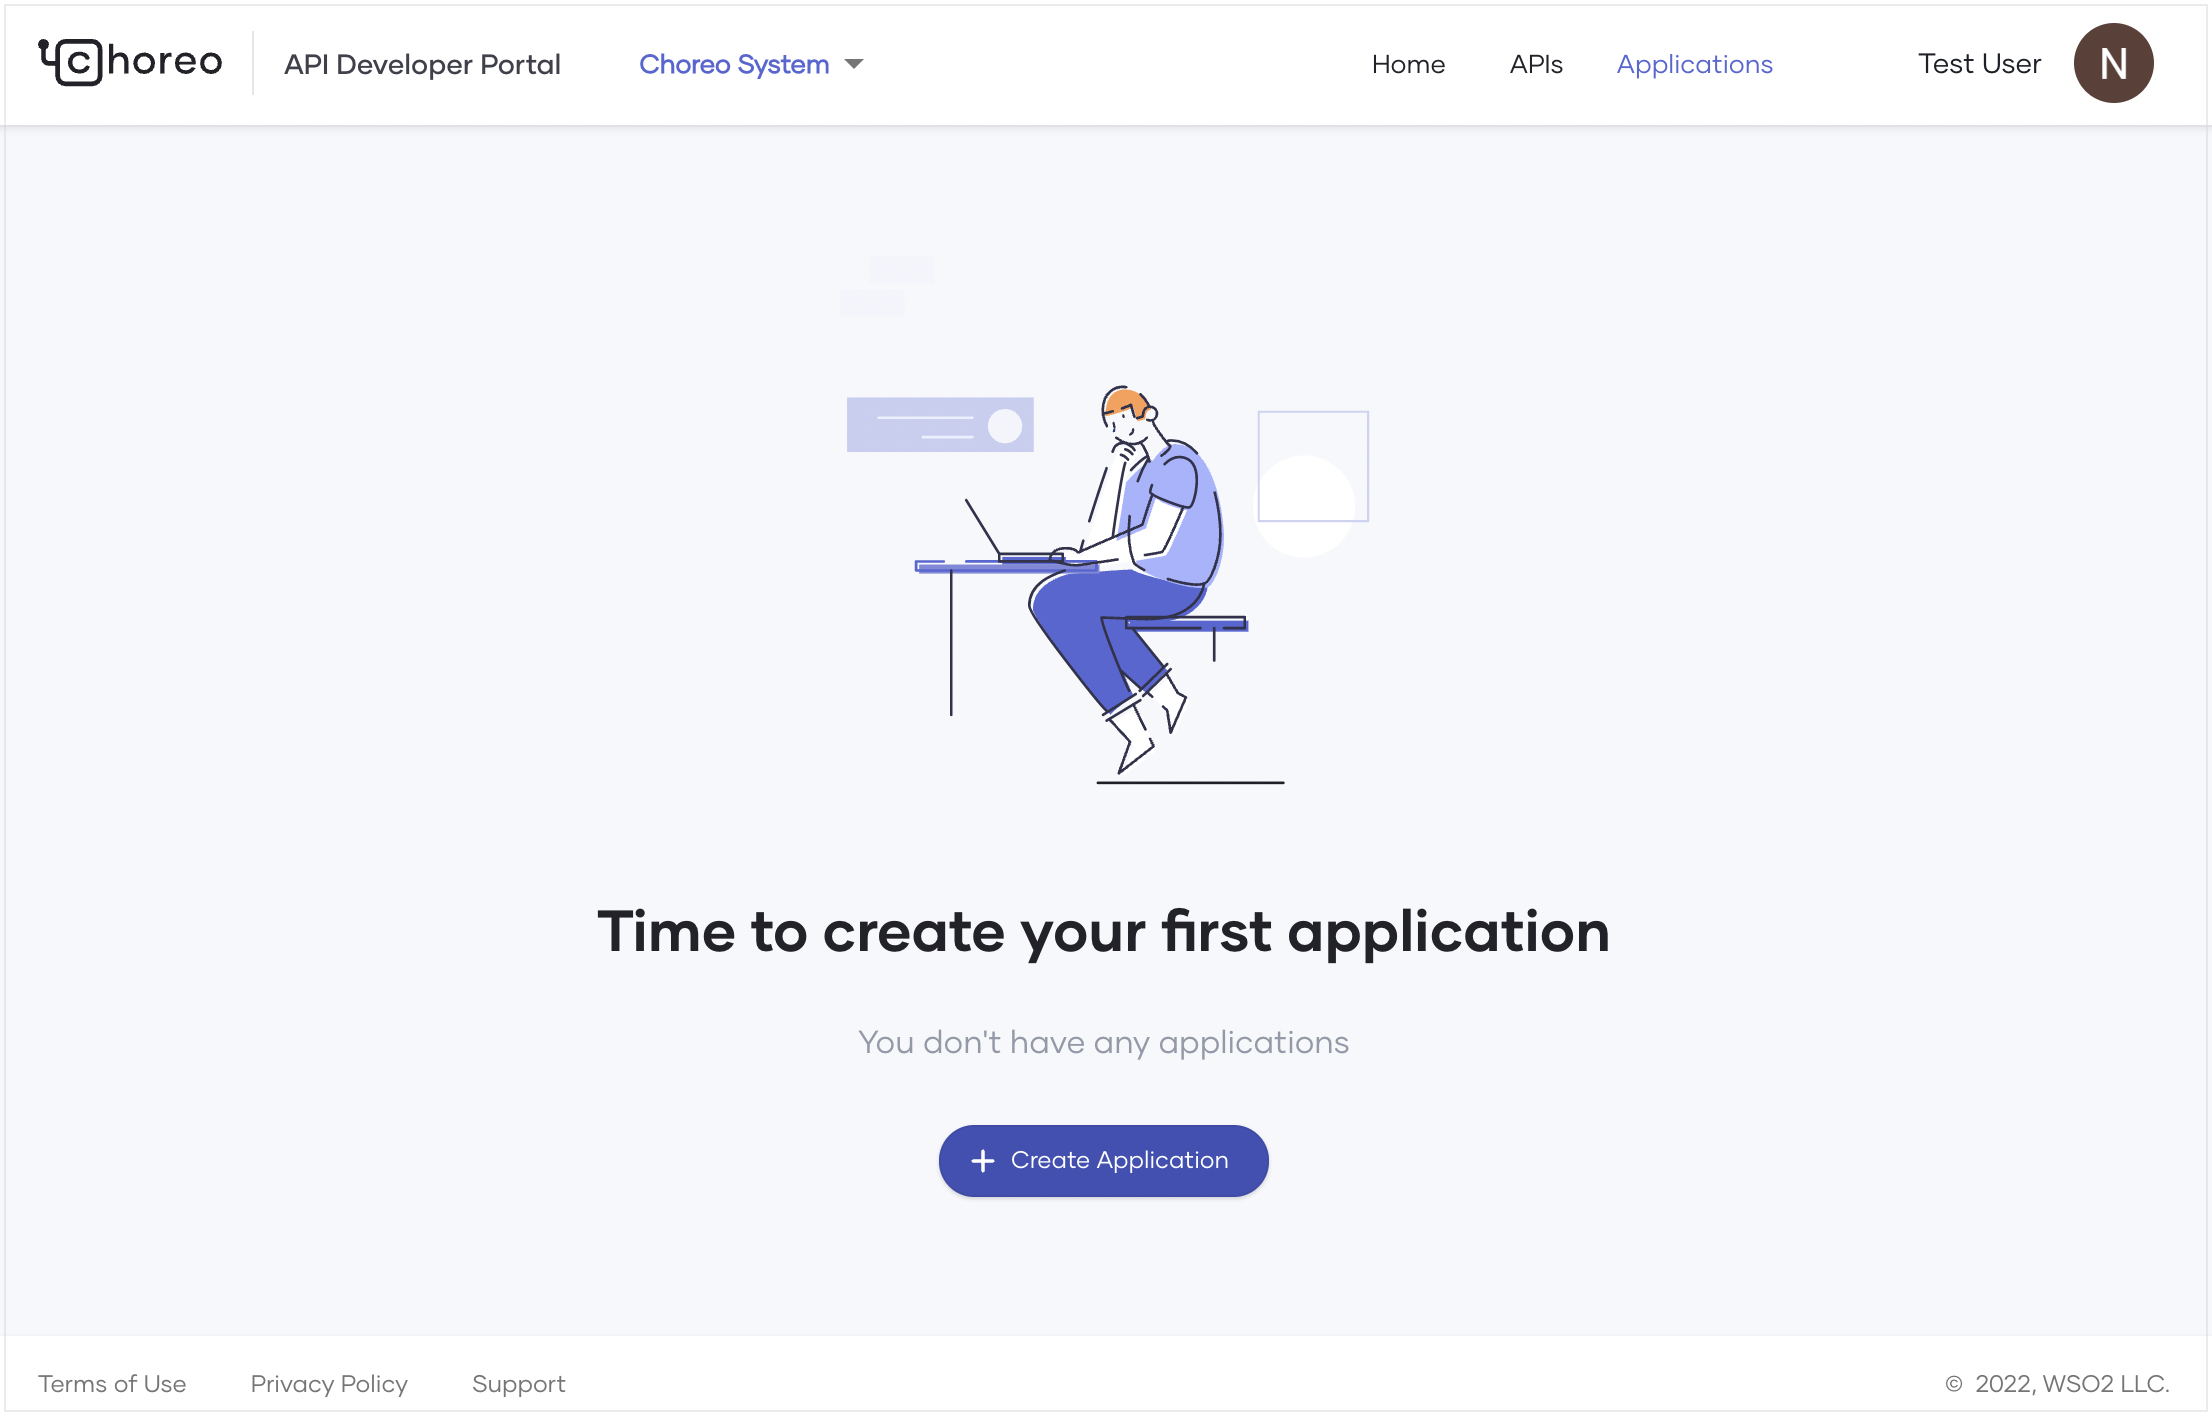 choreo
API Developer Portal
Choreo System
Home
APIs
Applications
Test User
N
Time to create your first application
You don't have any applications
+ Create Application
Terms of Use
Privacy Policy
Support
© 2022, WSO2 LLC.